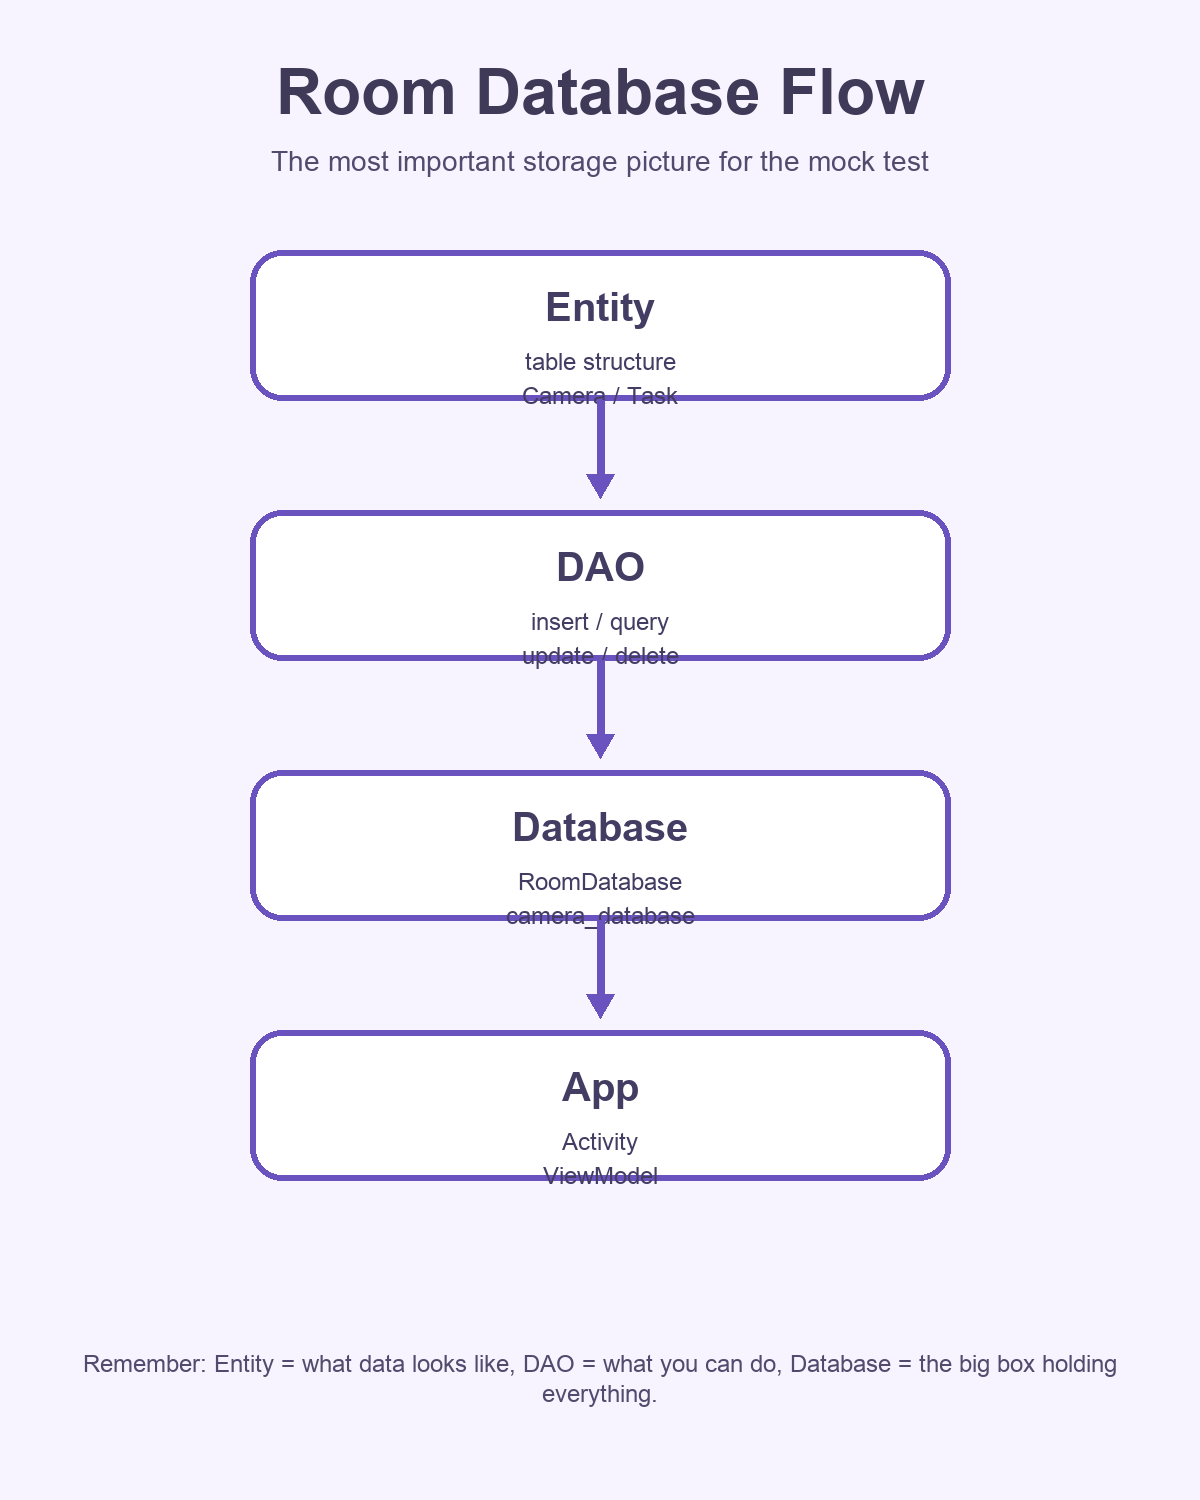 Room Database Flow
The most important storage picture for the mock test
Entity
table structure
Camera / Task
DAO
insert / query
update / delete
Database
RoomDatabase
camera_database
App
Activity
ViewModel
Remember: Entity = what data looks like, DAO = what you can do, Database = the big box holding
everything.